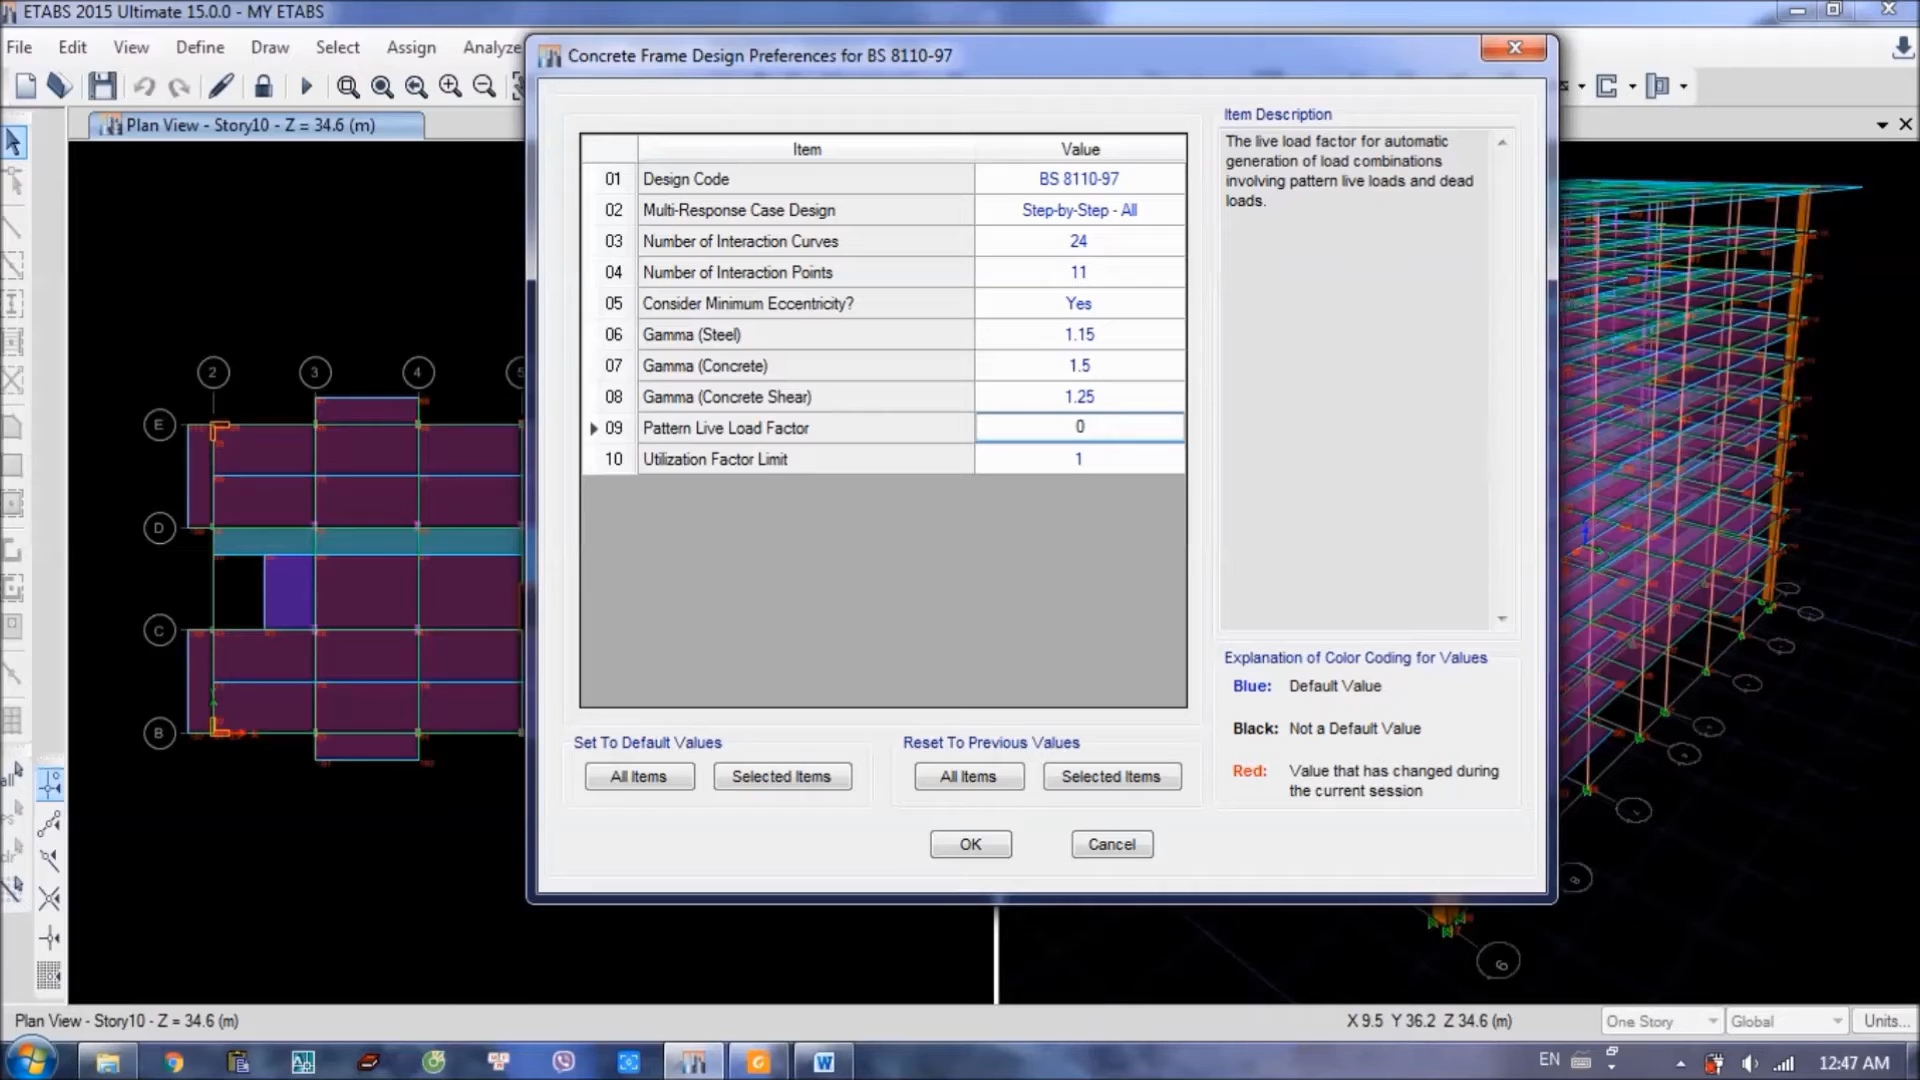 ETABS 2015 Ultimate 15.0.0 - MY ETABS
File Edit View Define Draw Select Assign Analyze
Plan View - Story10 - Z = 34.6 (m)
Concrete Frame Design Preferences for BS 8110-97
Item Value
01 Design Code BS 8110-97
02 Multi-Response Case Design Step-by-Step - All
03 Number of Interaction Curves 24
04 Number of Interaction Points 11
05 Consider Minimum Eccentricity? Yes
06 Gamma (Steel) 1.15
07 Gamma (Concrete) 1.5
08 Gamma (Concrete Shear) 1.25
09 Pattern Live Load Factor 0
10 Utilization Factor Limit 1
Item Description
The live load factor for automatic
generation of load combinations
involving pattern live loads and dead
loads.
Explanation of Color Coding for Values
Blue: Default Value
Black: Not a Default Value
Red: Value that has changed during
the current session
Set To Default Values
All Items Selected Items
Reset To Previous Values
All Items Selected Items
OK Cancel
2 3 4 5
E
D
C
B
8
6
Plan View - Story10 - Z = 34.6 (m)
X 9.5 Y 36.2 Z 34.6 (m)
One Story Global Units...
EN 12:47 AM